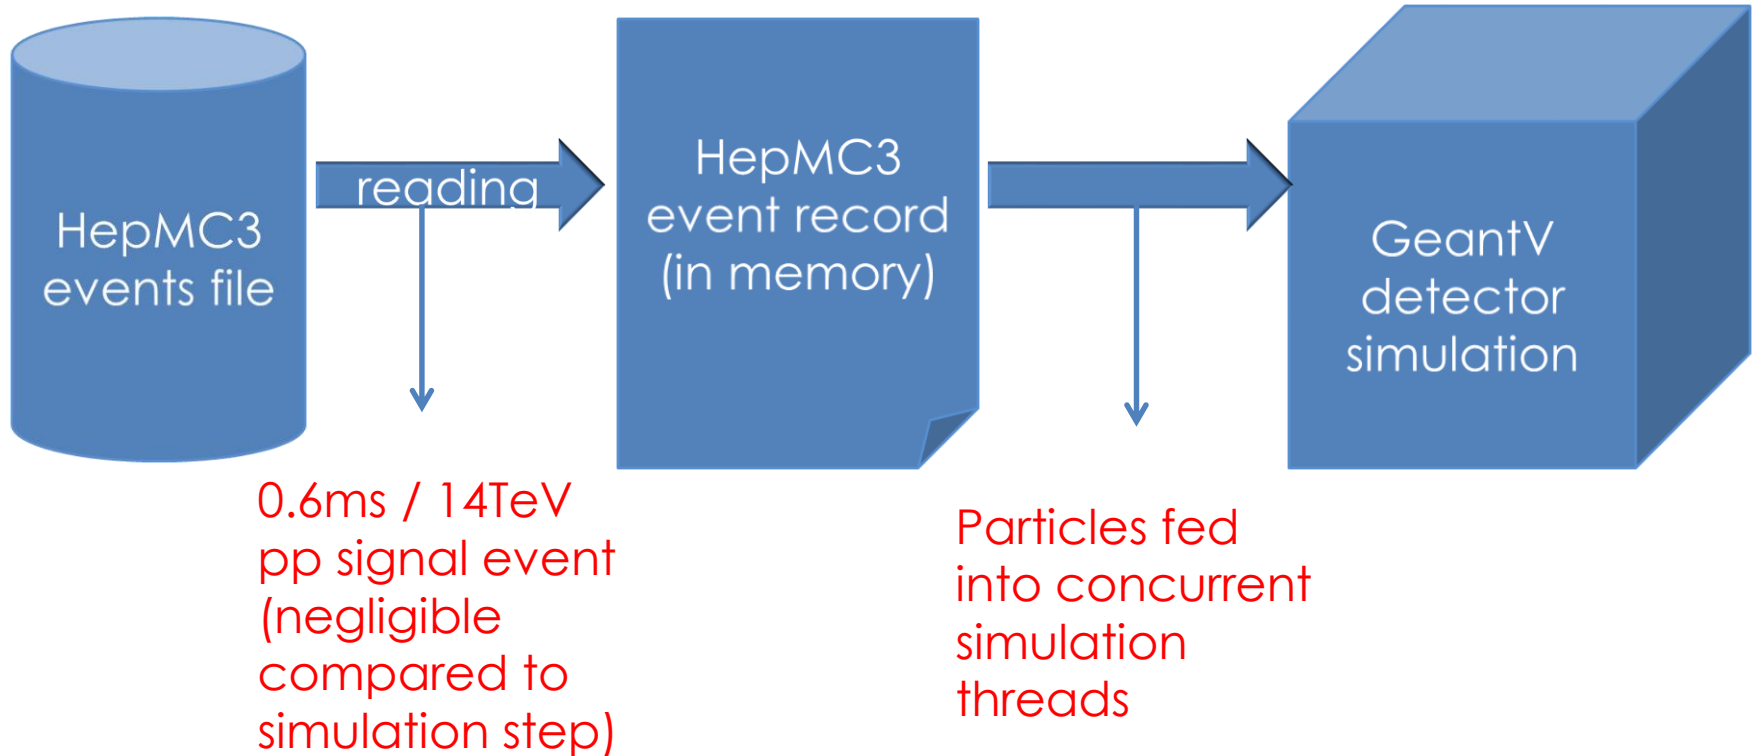 HepMC3
events file
reading
HepMC3
event record
(in memory)
GeantV
detector
simulation
0.6ms / 14TeV
pp signal event
(negligible
compared to
simulation step)
Particles fed
into concurrent
simulation
threads